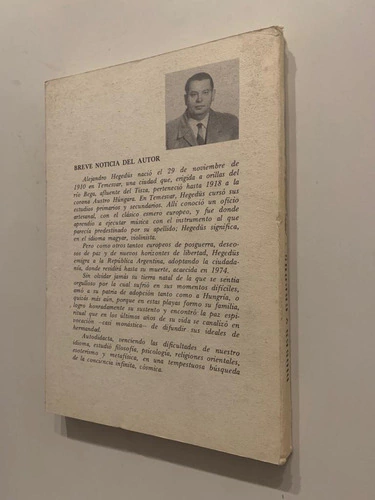 BREVE NOTICIA DEL AUTOR
Alejandro Hegedüs nació el 29 de noviembre de
1910 en Temesvar, una ciudad que, erigida a orillas del
río Bega, afluente del Tisza, perteneció hasta 1918 a la
corona Austro Húngara. En Temesvar, Hegedüs cursó sus
estudios primarios y secundarios. Allí conoció un oficio
artesanal, con el clásico esmero europeo, y fue donde
aprendió a ejecutar música con el instrumento al que
parecía predestinado por su apellido; Hegedüs significa,
en el idioma magyar, violinista.
Pero como otros tantos europeos de posguerra, deseo-
sos de paz y de nuevos horizontes de libertad, Hegedüs
emigra a la República Argentina, adoptando la ciudada-
nía, donde residirá hasta su muerte, acaecida en 1974.
Sin olvidar jamás su tierra natal de la que se sentía
orgulloso por la cual sufrió en sus momentos difíciles,
amó a su patria de adopción tanto como a Hungría, o
quizás más aún, porque en estas playas formó su familia,
logró honradamente su sustento y encontró la paz espi-
ritual que en los últimos años de su vida se canalizó en
vocación —casi monástica— de difundir sus ideales de
hermandad.
Autodidacta, venciendo las dificultades de nuestro
idioma, estudió filosofía, psicología, religiones orientales,
esoterismo y metafísica, en una tempestuosa búsqueda
de la conciencia infinita, cósmica.